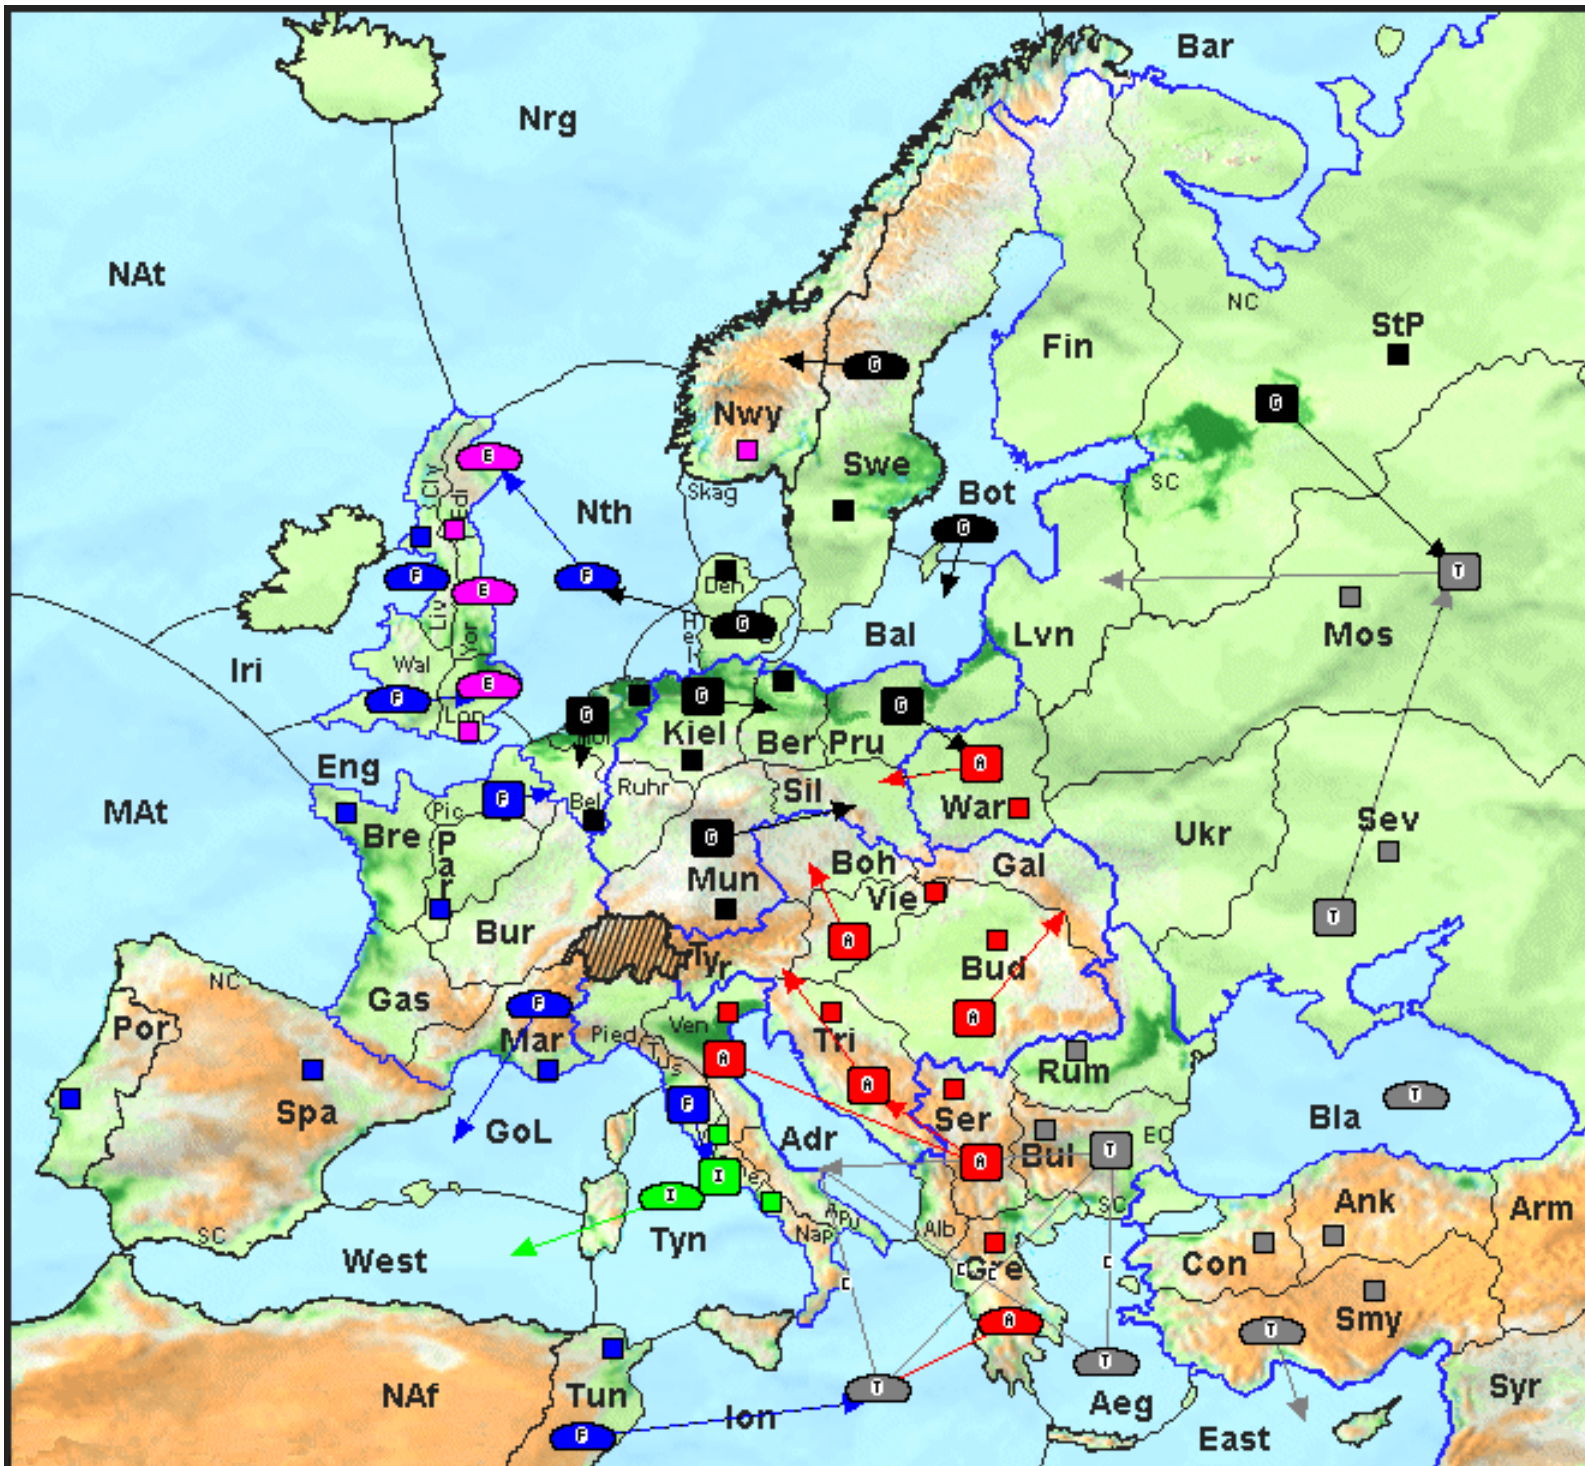 Bar
Nrg
NAt
NC
StP
Fin
G
G
Nwy
E
Cly
Edi
Swe
SC
Skag
Bot
Nth
G
F
F
Den
T
E
Liv
Yor
Hel
G
Bal
Lvn
Mos
Iri
Wal
F
E
Lon
G
G
G
Hol
Kiel
Ber
Pru
Eng
A
Ruhr
Sil
War
F
Pic
Bel
MAt
Bre
Par
G
Ukr
Sev
Boh
Gal
Mun
Vie
T
Bur
A
Bud
NC
Tyr
Gas
F
A
Por
Mar
Pied
Ven
Tri
Tus
A
Rum
A
Spa
F
Ser
T
Bla
GoL
Adr
Bul
EC
T
A
I
I
SC
Ank
Arm
SC
Tyn
Nap
Apu
Alb
West
Con
Gre
C
C
C
C
Smy
A
T
T
T
NAf
Tun
Ion
Aeg
Syr
F
East